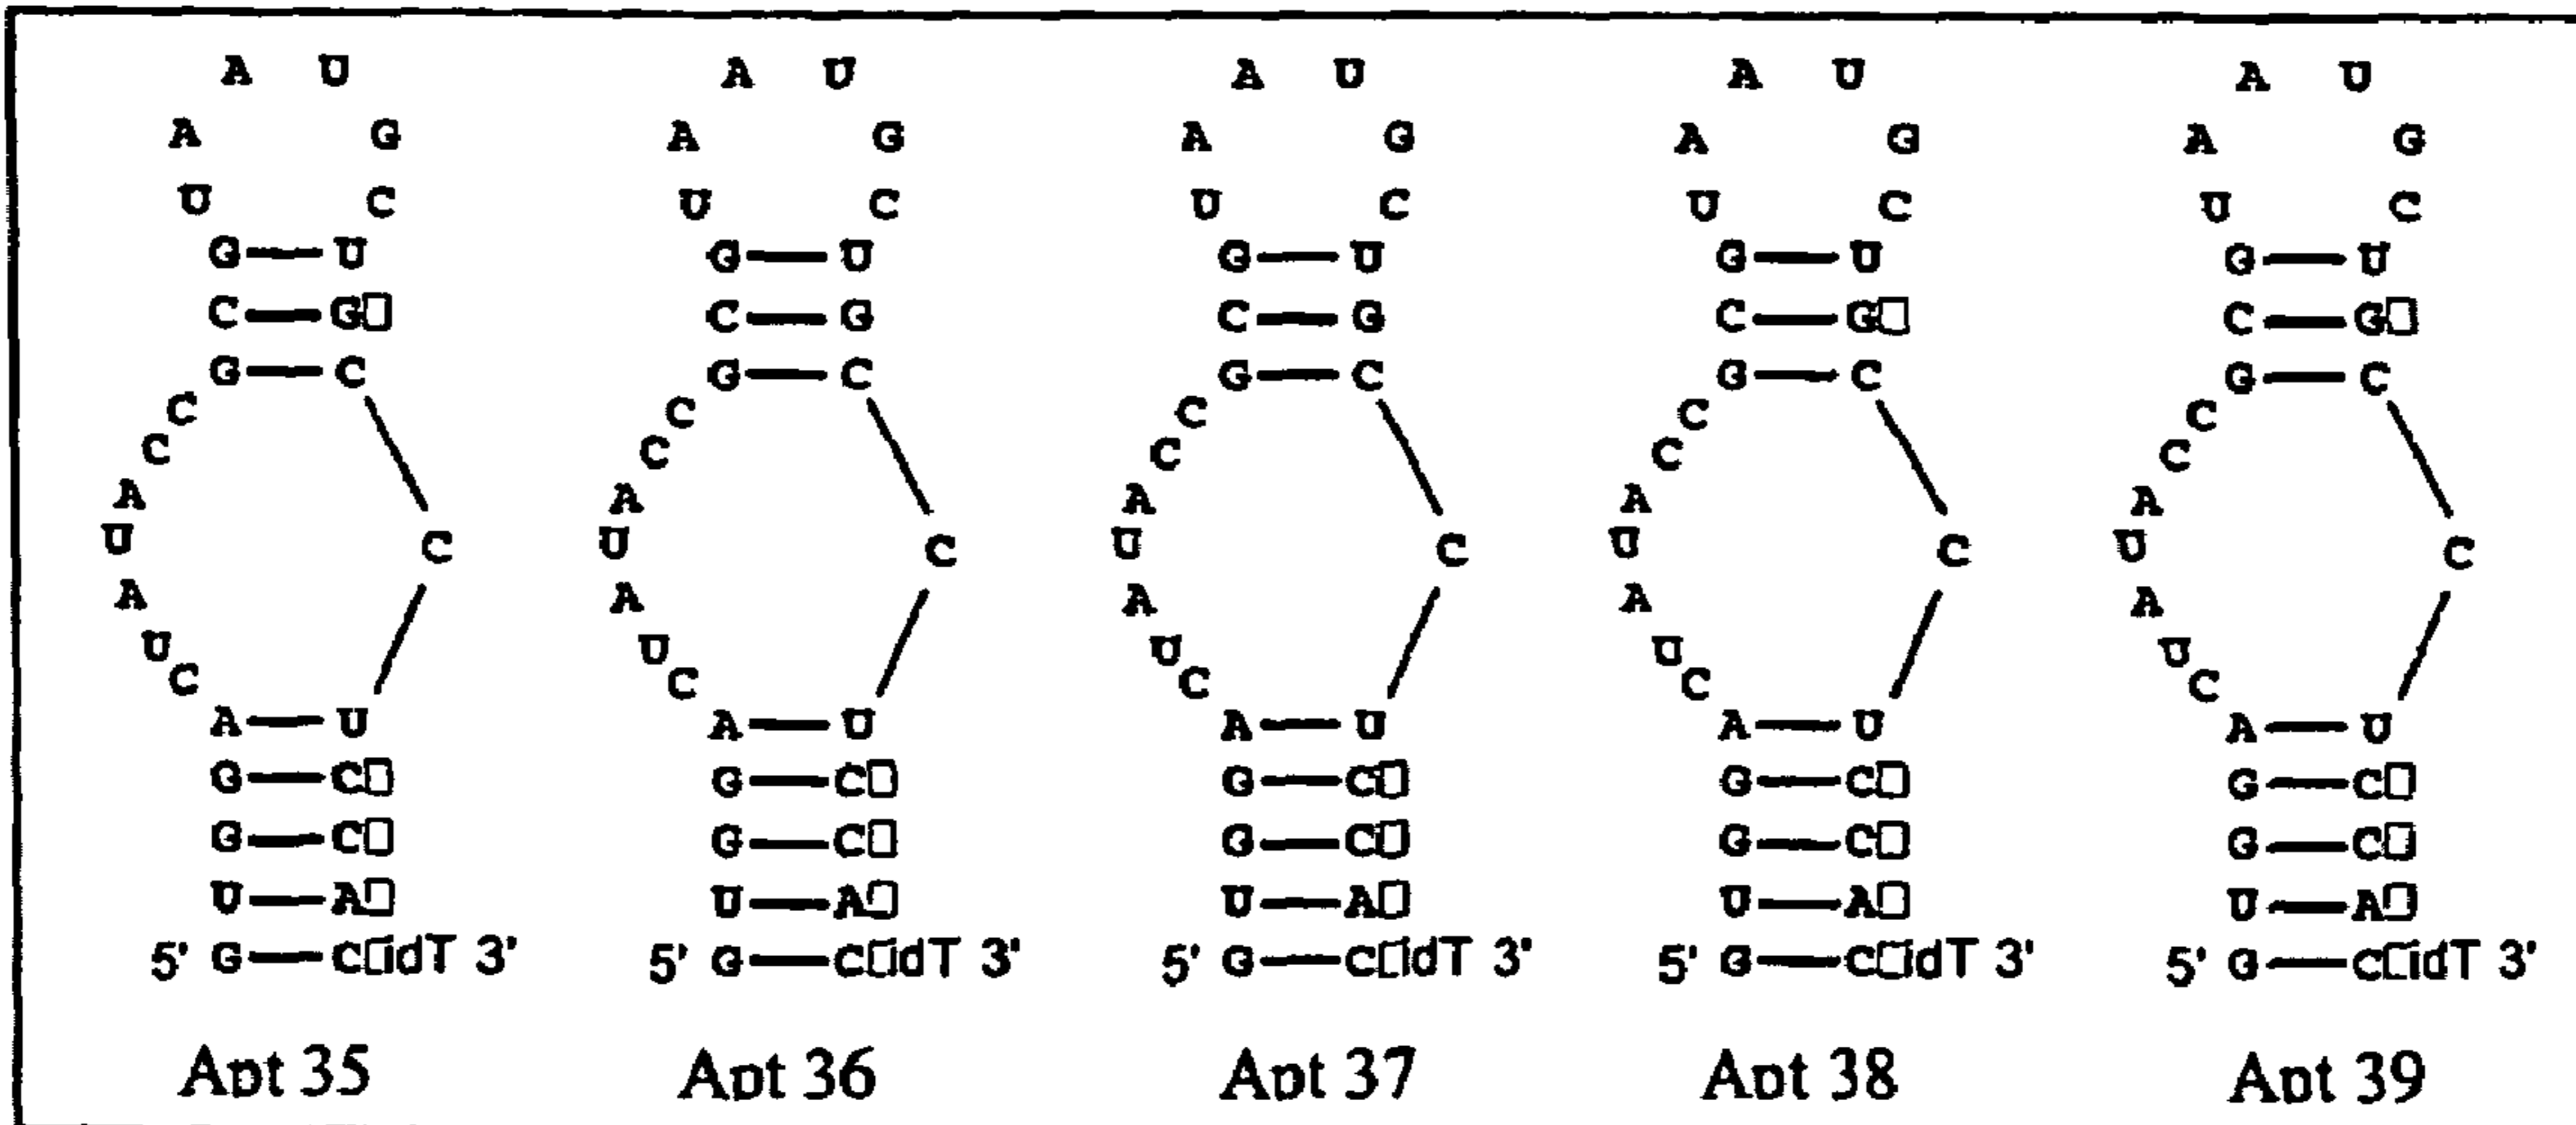 A U A U A U A U A U
A G A G A G A G A G
U C U C U C U C U C
G—U G—U G—U G—U G—U
C—G□ C—G C—G C—G□ C—G□
G—C G—C G—C G—C G—C
C C C C C
C C C C C
A A A A A
U C U C U C U C U C
A A A A A
U U U U U
C C C C C
A—U A—U A—U A—U A—U
G—C□ G—C□ G—C□ G—C□ G—C□
G—C□ G—C□ G—C□ G—C□ G—C□
U—A□ U—A□ U—A□ U—A□ U—A□
5' G—C□idT 3' 5' G—C□idT 3' 5' G—C□idT 3' 5' G—C□idT 3' 5' G—C□idT 3'
Apt 35 Apt 36 Apt 37 Apt 38 Apt 39